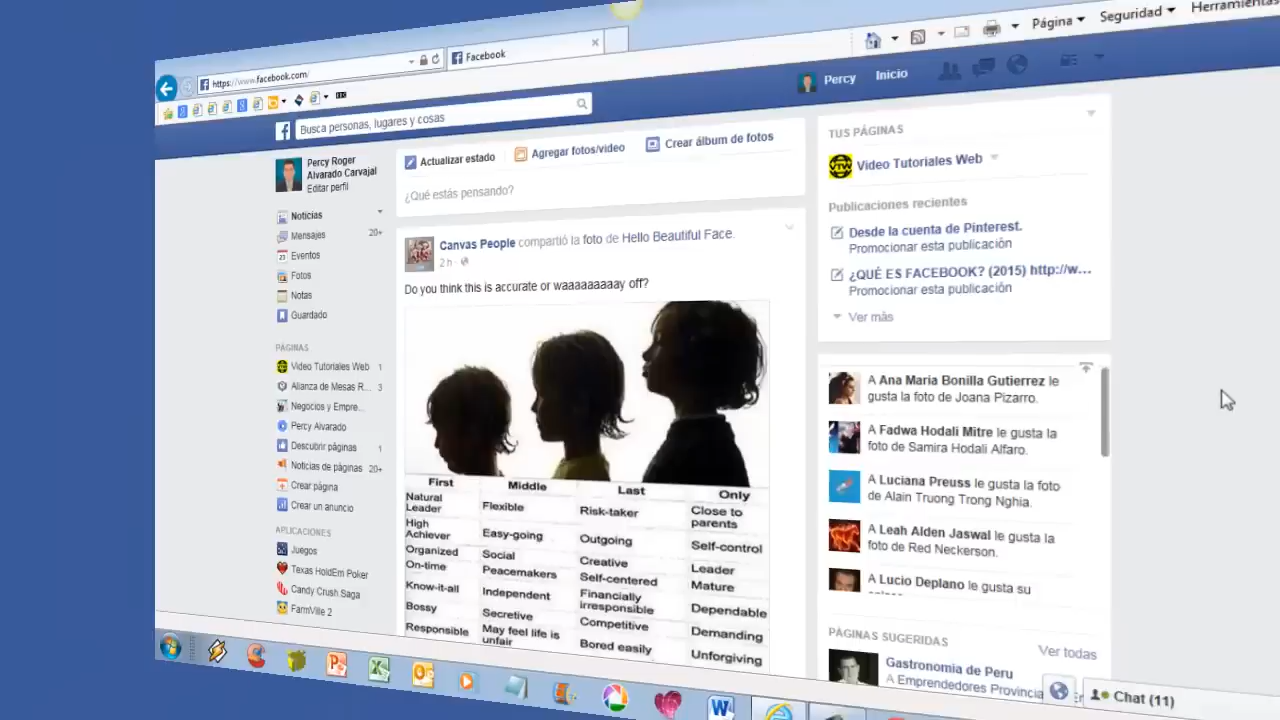 Página
Seguridad
Herramientas
https://www.facebook.com/
Facebook
Busca personas, lugares y cosas
Percy
Inicio
Percy Roger
Alvarado Carvajal
Editar perfil
Noticias
Mensajes 20+
Eventos
Fotos
Notas
Guardado
PÁGINAS
Video Tutoriales Web 1
Alianza de Mesas R... 3
Negocios y Empre...
Percy Alvarado
Descubrir páginas 1
Noticias de páginas 20+
Crear página
Crear un anuncio
APLICACIONES
Juegos
Texas HoldEm Poker
Candy Crush Saga
FarmVille 2
Actualizar estado
Agregar fotos/video
Crear álbum de fotos
¿Qué estás pensando?
Canvas People compartió la foto de Hello Beautiful Face.
2 h
Do you think this is accurate or waaaaaaaaay off?
First Middle Last Only
Natural Leader Flexible Risk-taker Close to parents
High Achiever Easy-going Outgoing Self-control
Organized Social Creative Leader
On-time Peacemakers Self-centered Mature
Know-it-all Independent Financially irresponsible Dependable
Bossy Secretive Competitive Demanding
Responsible May feel life is unfair Bored easily Unforgiving
TUS PÁGINAS
Video Tutoriales Web
Publicaciones recientes
Desde la cuenta de Pinterest.
Promocionar esta publicación
¿QUÉ ES FACEBOOK? (2015) http://w...
Promocionar esta publicación
Ver más
A Ana Maria Bonilla Gutierrez le
gusta la foto de Joana Pizarro.
A Fadwa Hodali Mitre le gusta la
foto de Samira Hodali Alfaro.
A Luciana Preuss le gusta la foto
de Alain Truong Trong Nghia.
A Leah Alden Jaswal le gusta la
foto de Red Neckerson.
A Lucio Deplano le gusta su
PÁGINAS SUGERIDAS
Ver todas
Gastronomia de Peru
A Emprendedores Provincia
Chat (11)